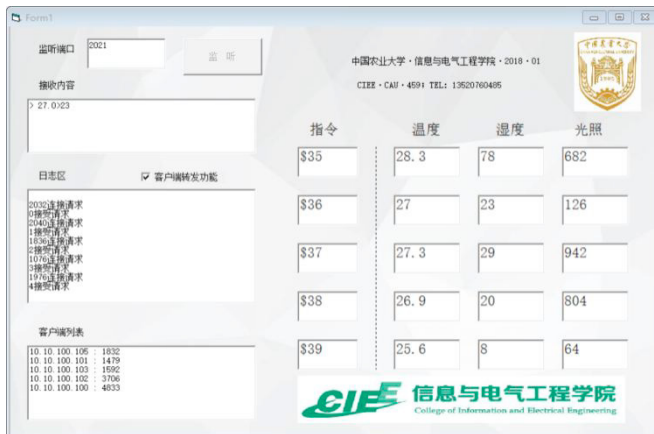 Form1
监听端口
2021
监 听
接收内容
> 27.0>23
日志区
客户端转发功能
2032连接请求
0接受请求
2040连接请求
1接受请求
1836连接请求
2接受请求
1076连接请求
3接受请求
1976连接请求
4接受请求
客户端列表
10.10.100.105 : 1832
10.10.100.101 : 1479
10.10.100.103 : 1592
10.10.100.102 : 3706
10.10.100.100 : 4833
中国农业大学·信息与电气工程学院·2018·01
CIEE·CAU·459; TEL: 13520760485
中国农业大学
1905
指令 温度 湿度 光照
$35 28.3 78 682
$36 27 23 126
$37 27.3 29 942
$38 26.9 20 804
$39 25.6 8 64
CIEE 信息与电气工程学院
College of Information and Electrical Engineering